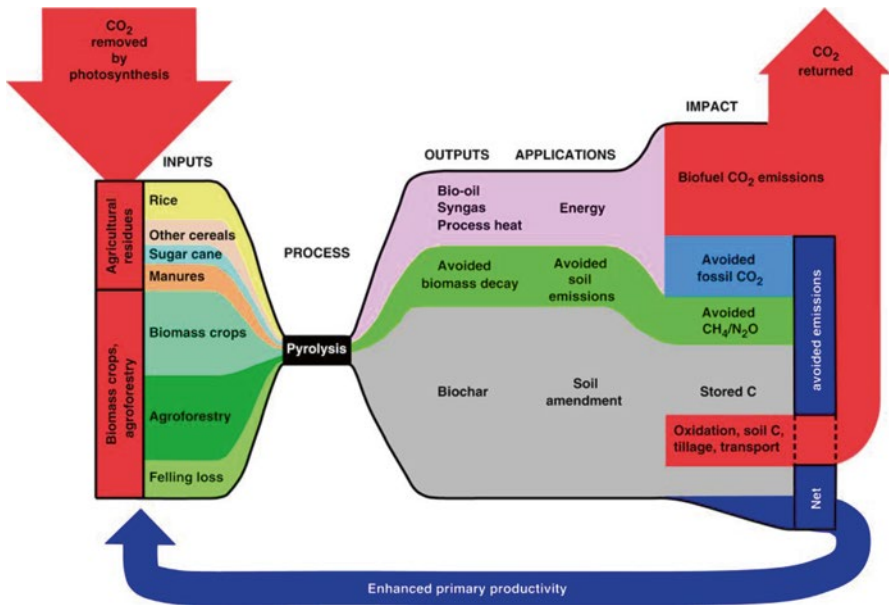 CO₂
removed
by
photosynthesis
CO₂
returned
INPUTS
PROCESS
OUTPUTS
APPLICATIONS
IMPACT
Agricultural
residues
Rice
Other cereals
Sugar cane
Manures
Biomass crops,
agroforestry
Biomass crops
Agroforestry
Felling loss
Pyrolysis
Bio-oil
Syngas
Process heat
Energy
Biofuel CO₂ emissions
Avoided
biomass decay
Avoided
soil
emissions
Avoided
fossil CO₂
Avoided
CH₄/N₂O
Biochar
Soil
amendment
Stored C
Oxidation, soil C,
tillage, transport
avoided emissions
Net
Enhanced primary productivity